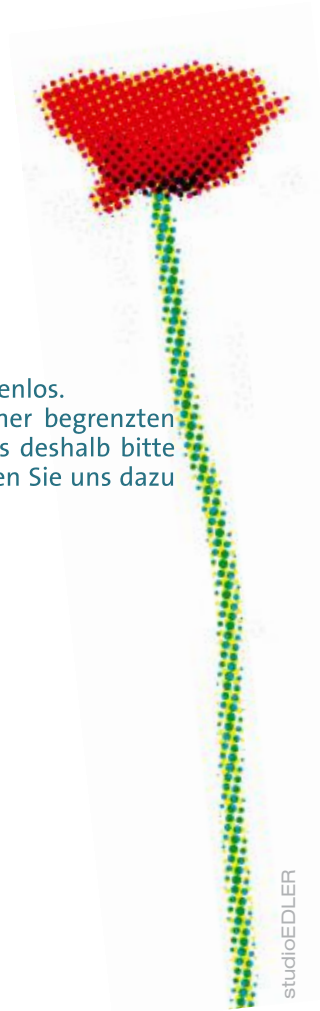 enlos.
ner begrenzten
s deshalb bitte
en Sie uns dazu
studioEDLER